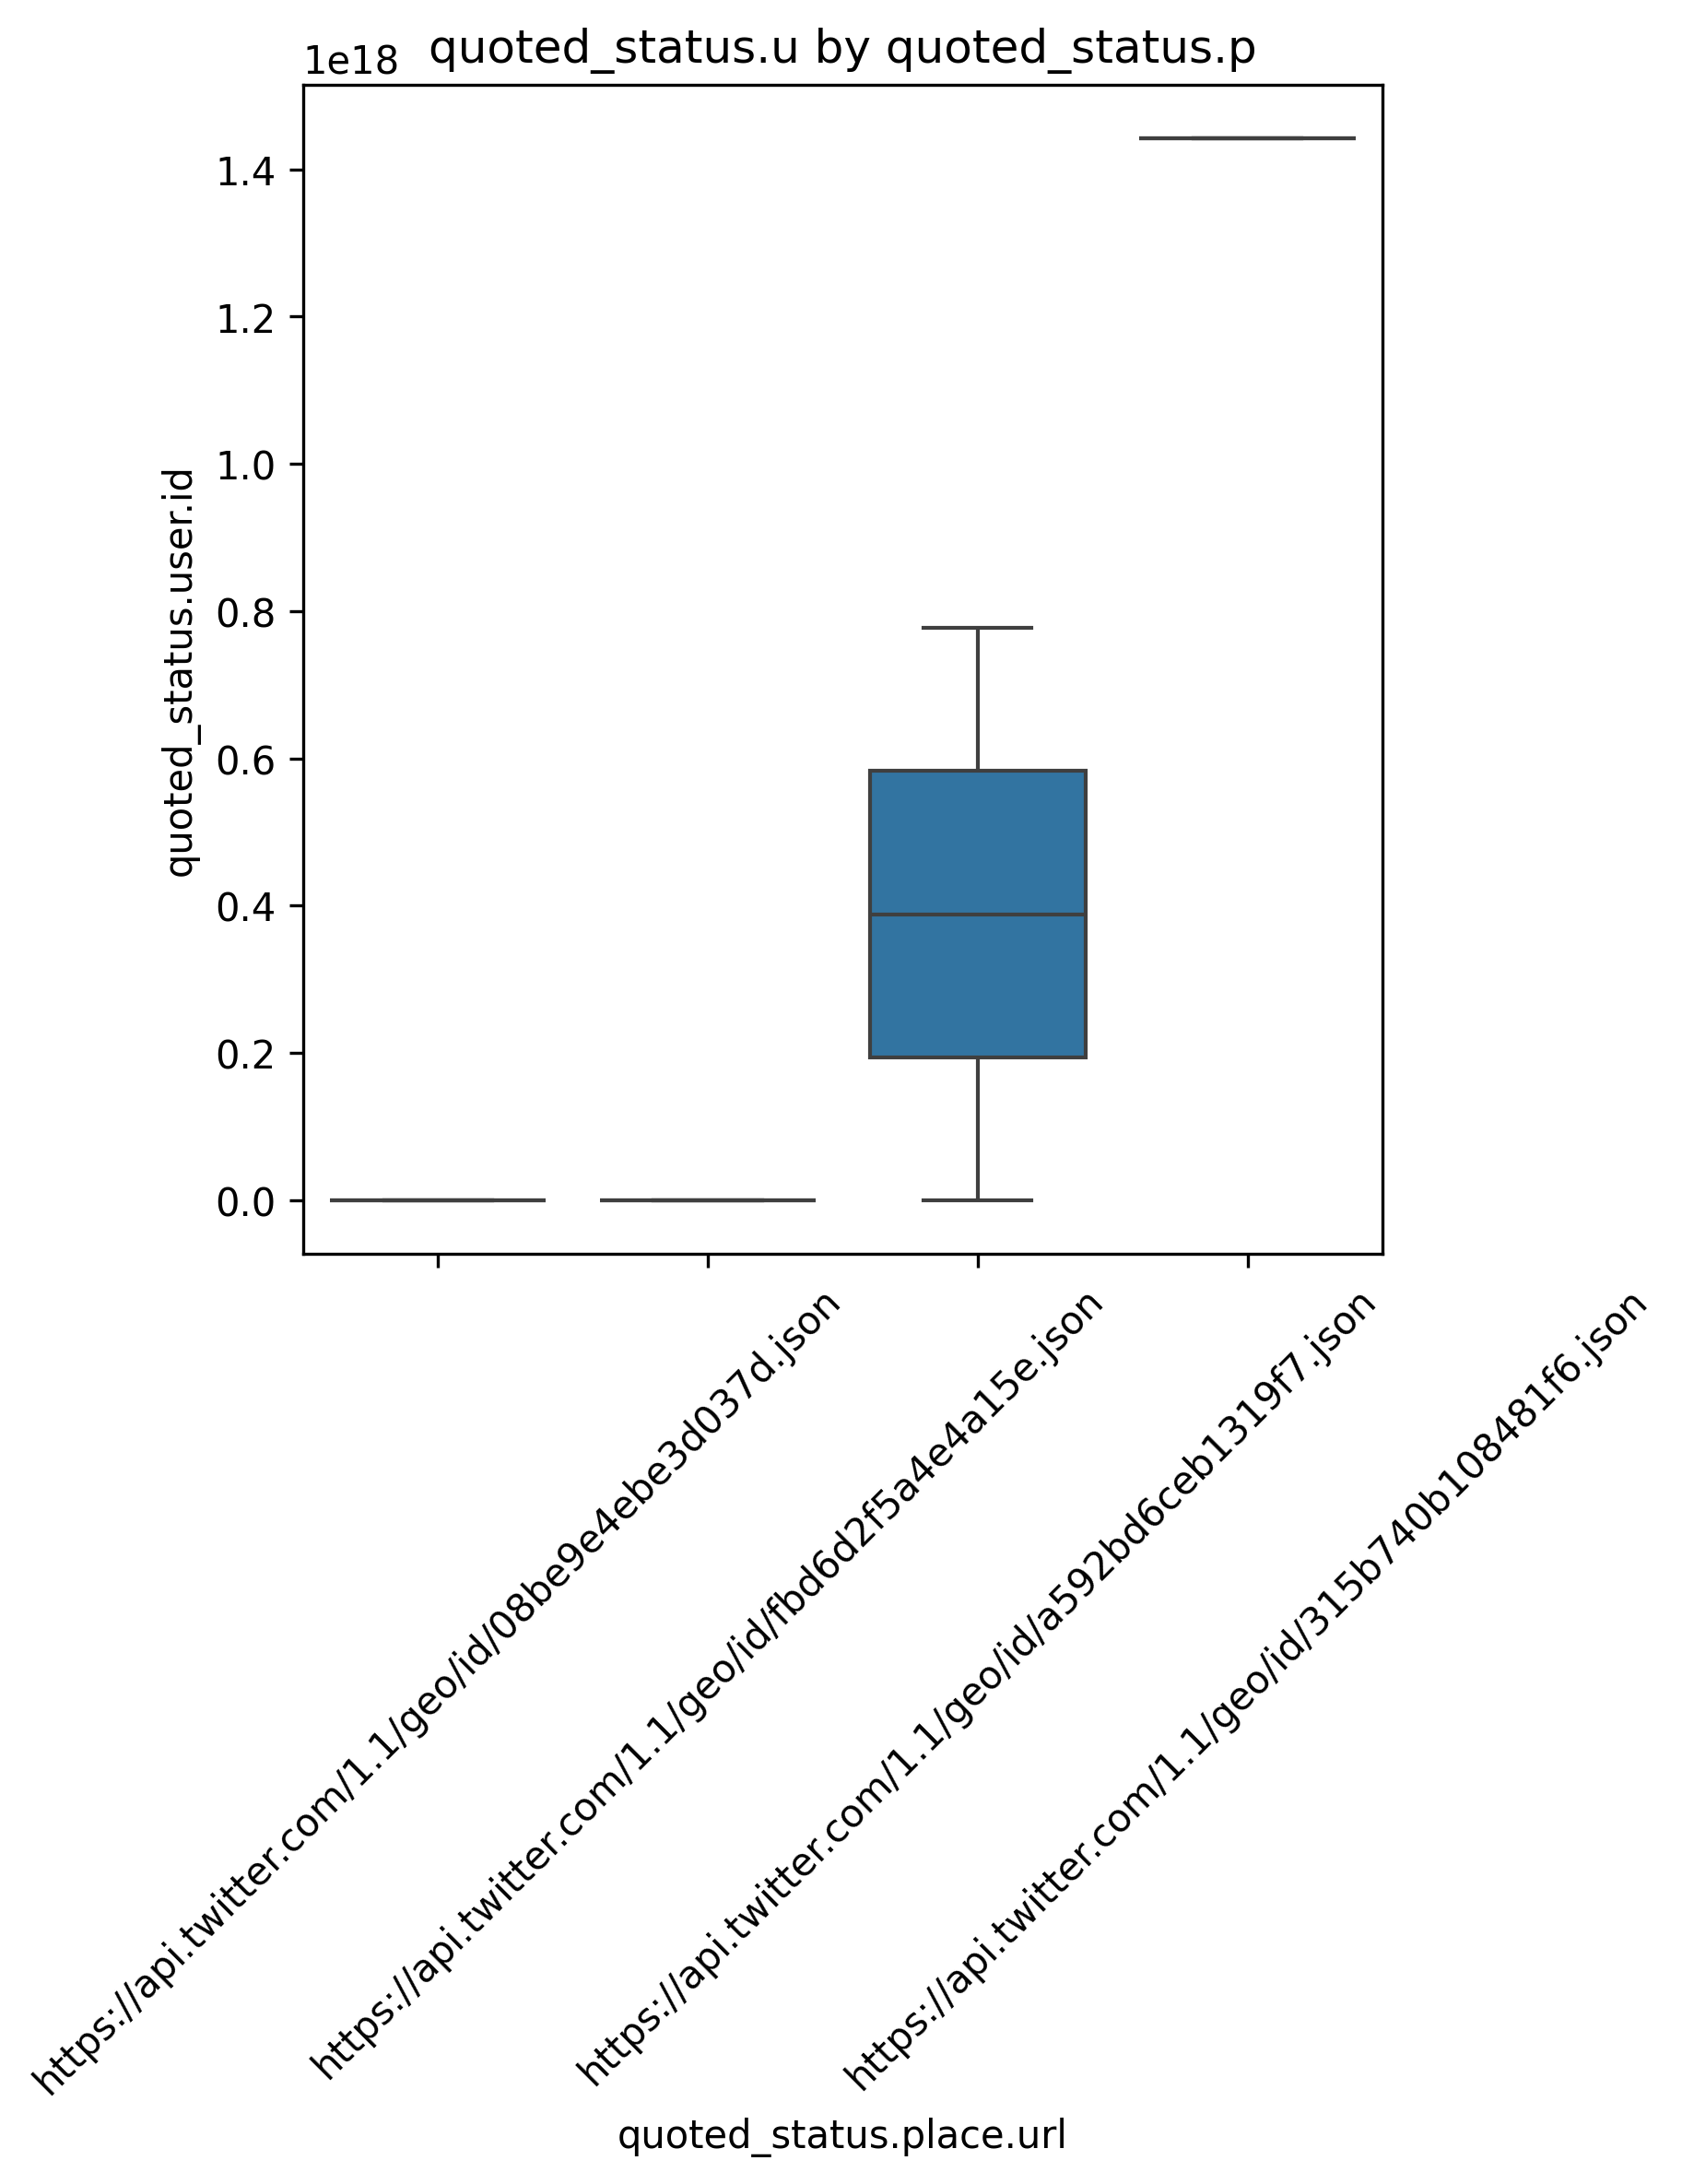 quoted_status.u by quoted_status.p
1e18
1.4
1.2
1.0
0.8
0.6
0.4
0.2
0.0
quoted_status.user.id
https://api.twitter.com/1.1/geo/id/08be9e4ebe3d037d.json
https://api.twitter.com/1.1/geo/id/fbd6d2f5a4e4a15e.json
https://api.twitter.com/1.1/geo/id/a592bd6ceb1319f7.json
https://api.twitter.com/1.1/geo/id/315b740b108481f6.json
quoted_status.place.url